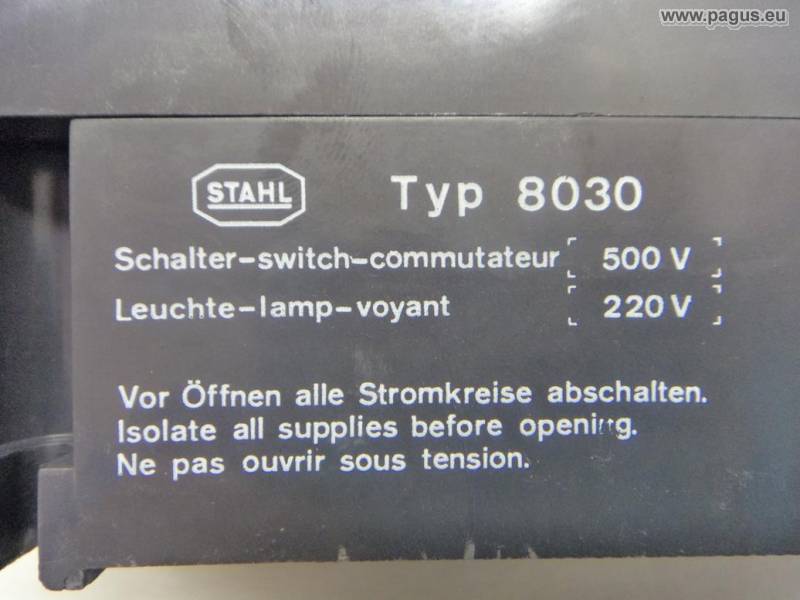 www.pagus.eu
STAHL Typ 8030
Schalter-switch-commutateur 500 V
Leuchte-lamp-voyant 220 V
Vor Öffnen alle Stromkreise abschalten.
Isolate all supplies before opening.
Ne pas ouvrir sous tension.